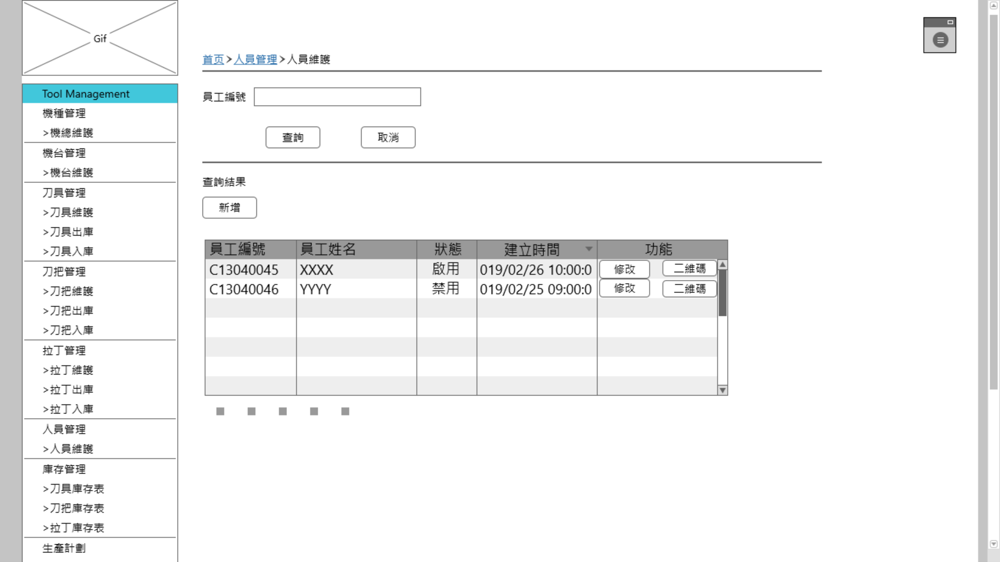 Gif
Tool Management
機種管理
>機總維護
機台管理
>機台維護
刀具管理
>刀具維護
>刀具出庫
>刀具入庫
刀把管理
>刀把維護
>刀把出庫
>刀把入庫
拉丁管理
>拉丁維護
>拉丁出庫
>拉丁入庫
人員管理
>人員維護
庫存管理
>刀具庫存表
>刀把庫存表
>拉丁庫存表
生產計劃
首页>人員管理>人員維護
員工編號
查詢 取消
查詢結果
新增
員工編號 員工姓名 狀態 建立時間 功能
C13040045 XXXX 啟用 019/02/26 10:00:0 修改 二維碼
C13040046 YYYY 禁用 019/02/25 09:00:0 修改 二維碼